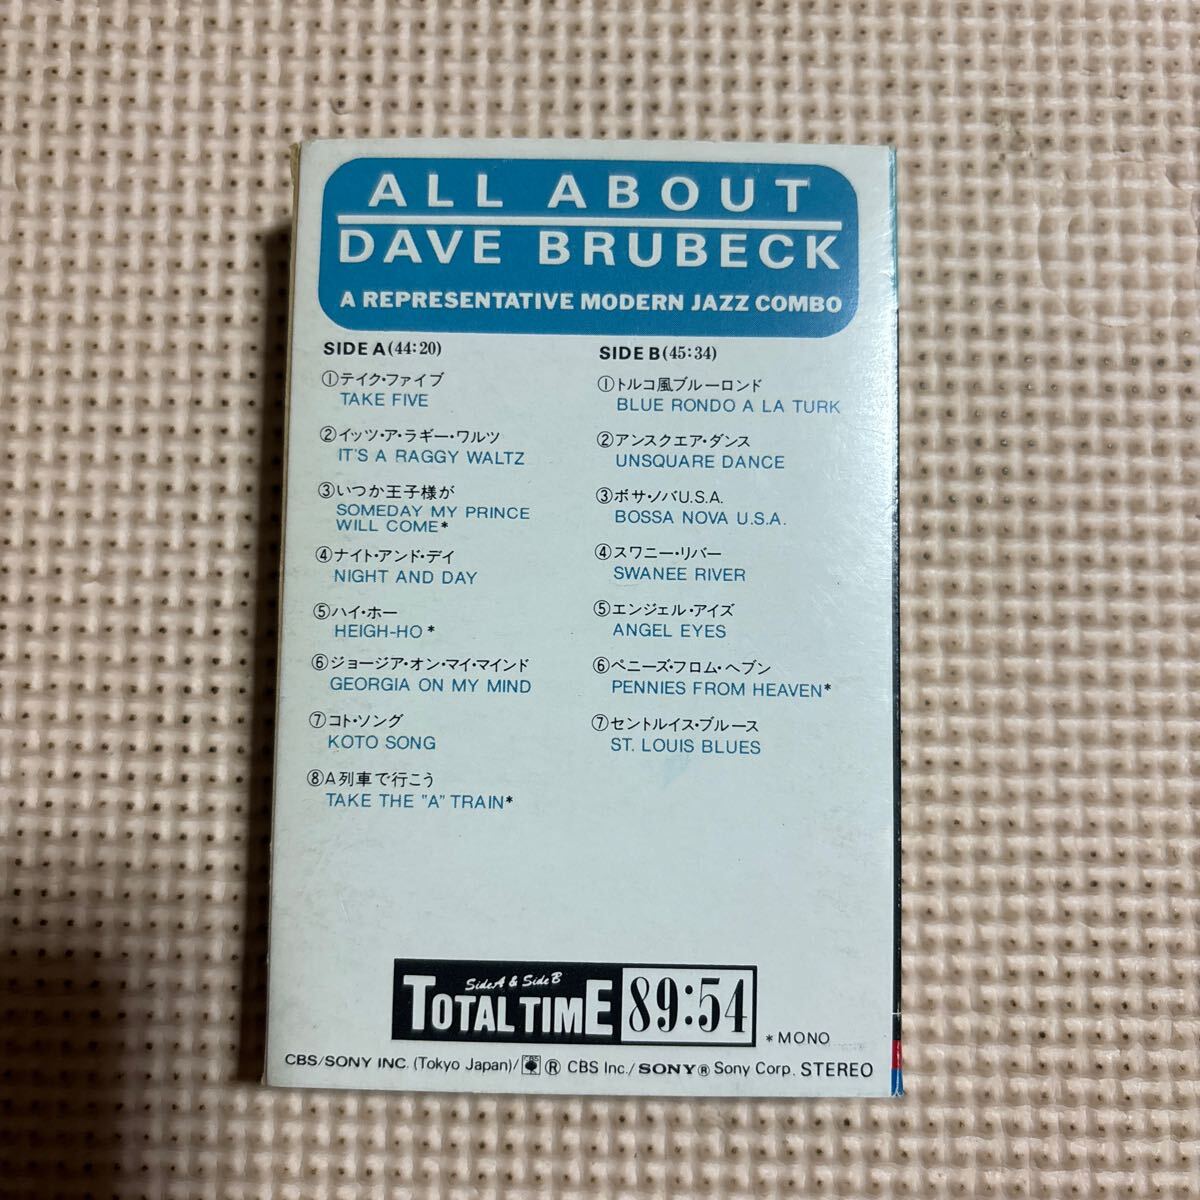 ALL ABOUT
DAVE BRUBECK
A REPRESENTATIVE MODERN JAZZ COMBO
SIDE A(44:20)
①テイク・ファイブ
TAKE FIVE
②イッツ・ア・ラギー・ワルツ
IT'S A RAGGY WALTZ
③いつか王子様が
SOMEDAY MY PRINCE
WILL COME*
④ナイト・アンド・デイ
NIGHT AND DAY
⑤ハイ・ホー
HEIGH-HO*
⑥ジョージア・オン・マイ・マインド
GEORGIA ON MY MIND
⑦コト・ソング
KOTO SONG
⑧A列車で行こう
TAKE THE "A" TRAIN*
SIDE B(45:34)
①トルコ風ブルーロンド
BLUE RONDO A LA TURK
②アンスクエア・ダンス
UNSQUARE DANCE
③ボサ・ノバU.S.A.
BOSSA NOVA U.S.A.
④スワニー・リバー
SWANEE RIVER
⑤エンジェル・アイズ
ANGEL EYES
⑥ペニーズ・フロム・ヘブン
PENNIES FROM HEAVEN*
⑦セントルイス・ブルース
ST. LOUIS BLUES
Side A & Side B
TOTAL TIME 89:54
*MONO
CBS/SONY INC. (Tokyo Japan)/CBS ® CBS Inc./SONY® Sony Corp. STEREO